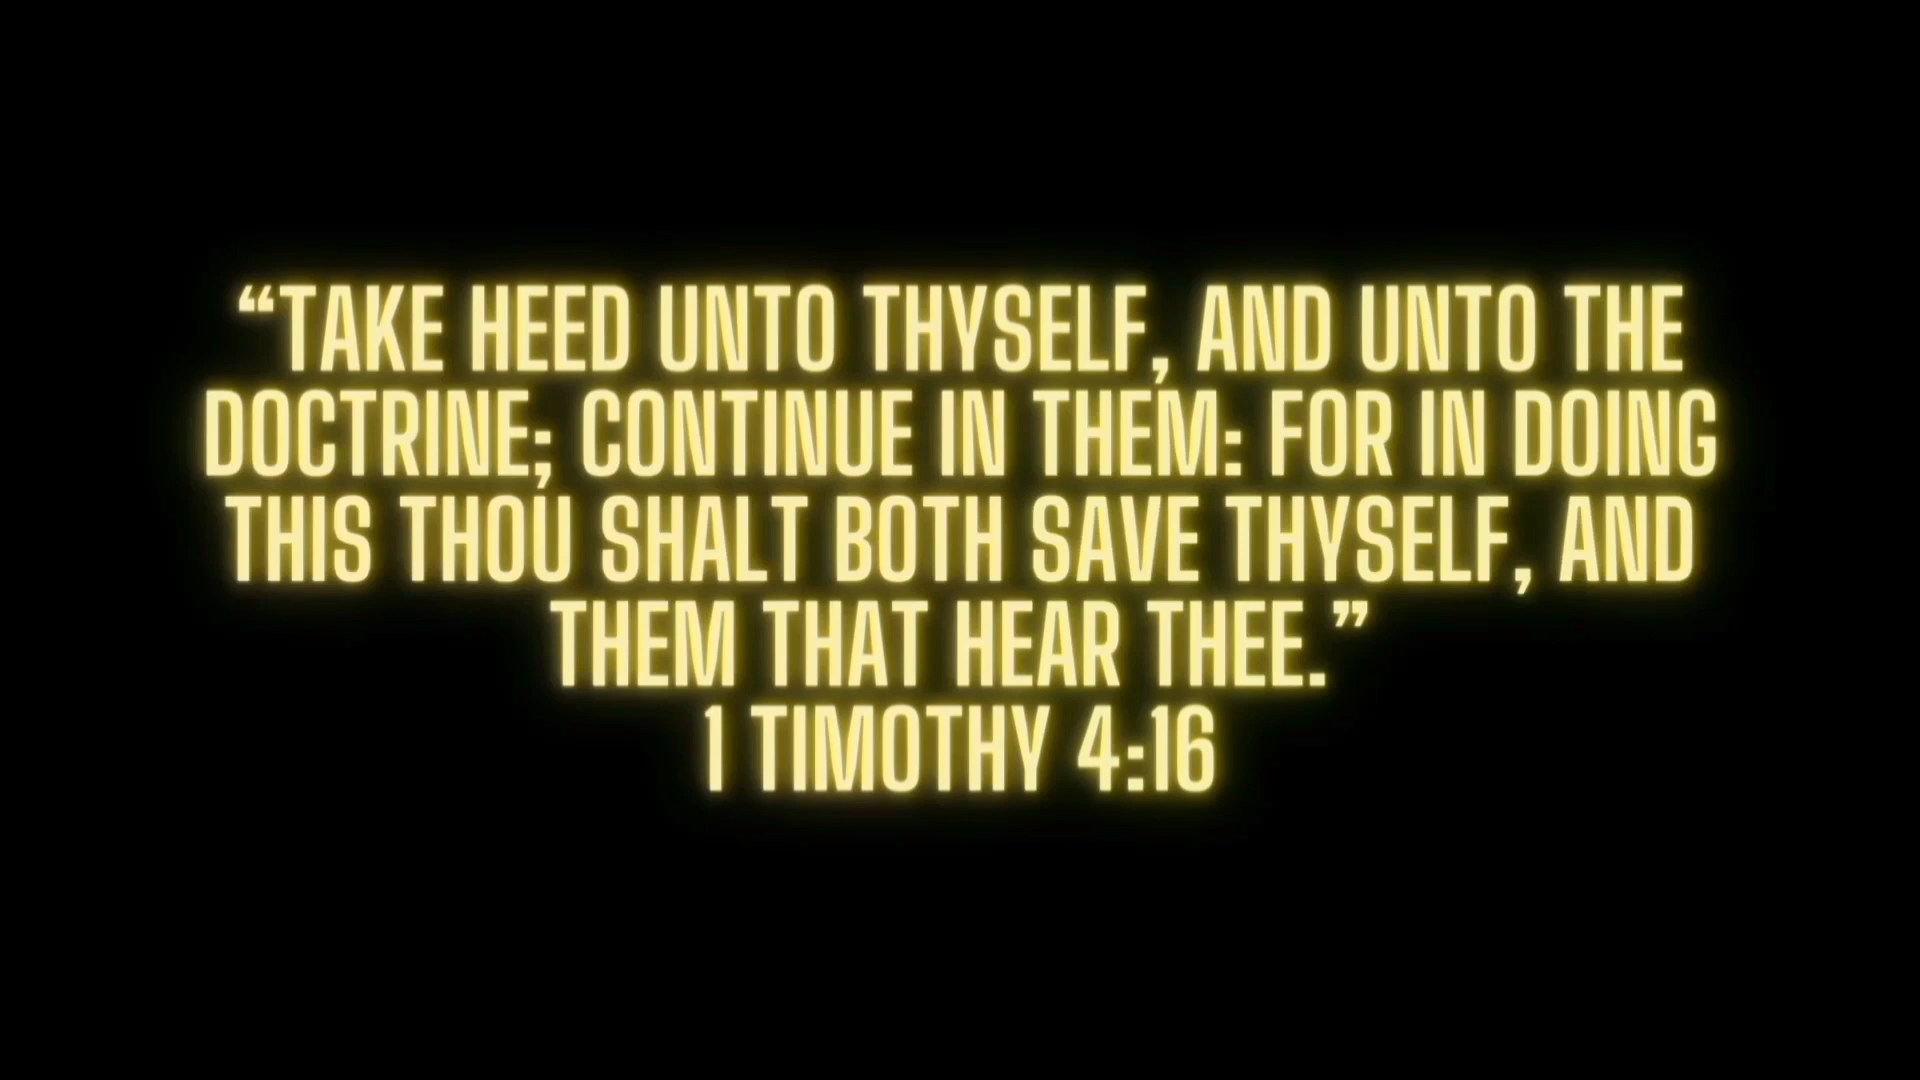 “TAKE HEED UNTO THYSELF, AND UNTO THE
DOCTRINE; CONTINUE IN THEM: FOR IN DOING
THIS THOU SHALT BOTH SAVE THYSELF, AND
THEM THAT HEAR THEE.”
1 TIMOTHY 4:16